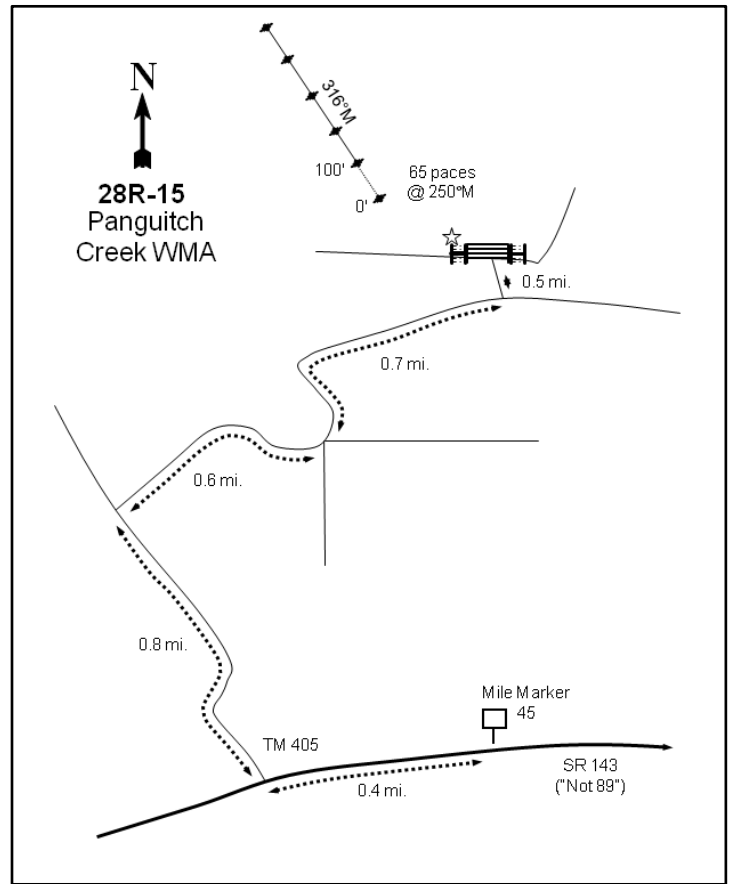 N
28R-15
Panguitch
Creek WMA
316°M
100'
0'
65 paces
@ 250°M
0.5 mi.
0.7 mi.
0.6 mi.
0.8 mi.
Mile Marker
45
TM 405
0.4 mi.
SR 143
("Not 89")